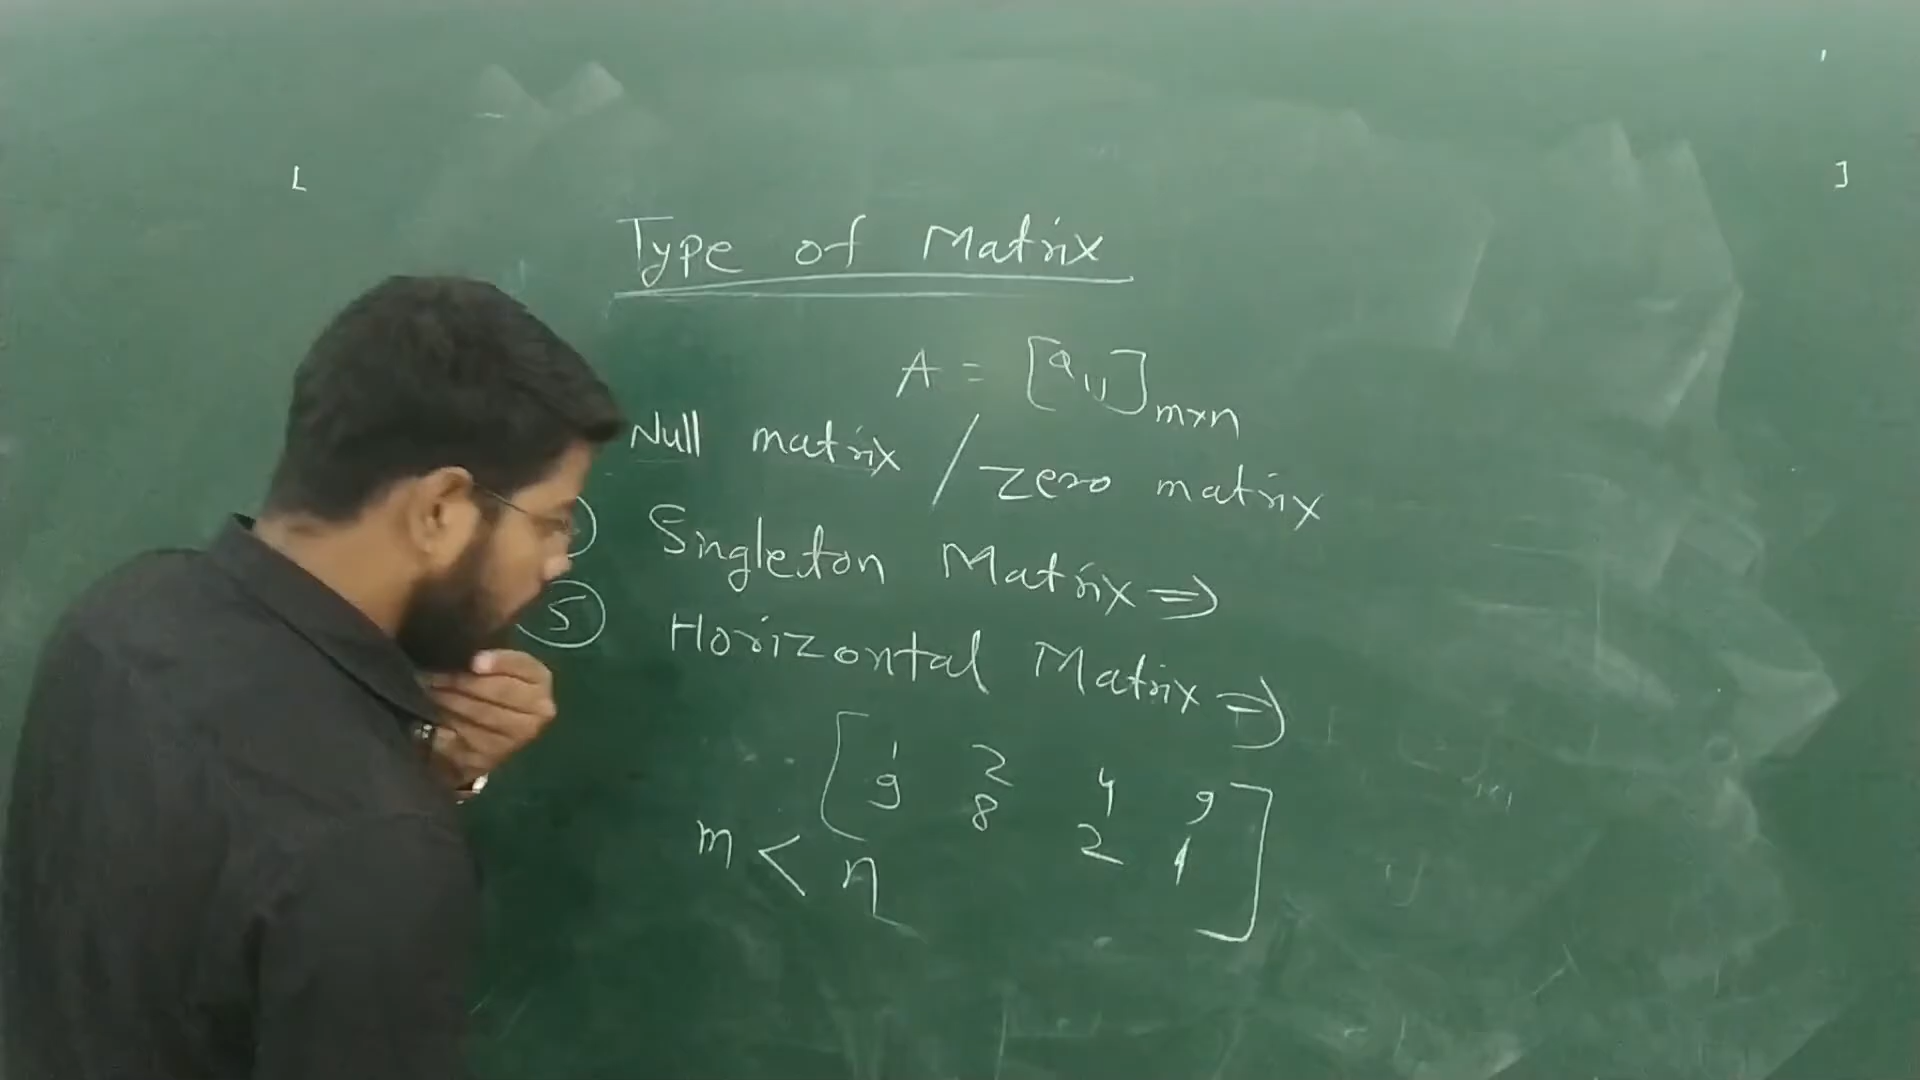 Type of Matrix
A = [aij]m×n
Null matrix / zero matrix
Singleton Matrix ⇒
(5) Horizontal Matrix ⇒
[1 2 4 9
9 8 2 1]
m < n